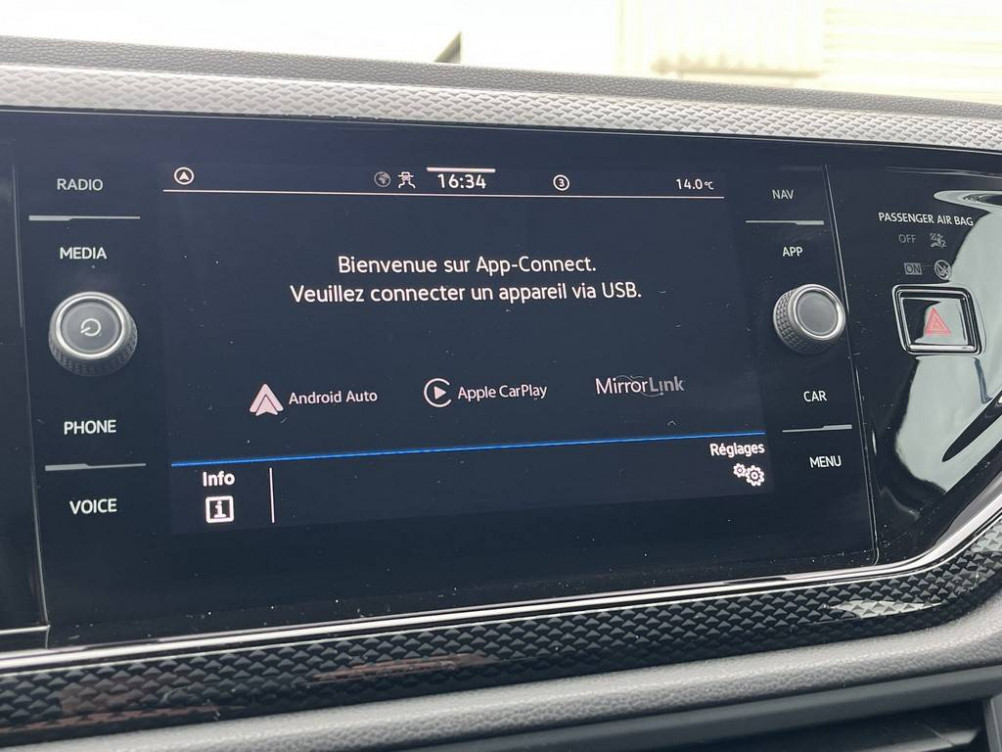 RADIO
MEDIA
PHONE
VOICE
16:34
3
14.0°C
Bienvenue sur App-Connect.
Veuillez connecter un appareil via USB.
Android Auto
Apple CarPlay
MirrorLink
Info
i
Réglages
NAV
APP
CAR
MENU
PASSENGER AIR BAG
OFF
ON